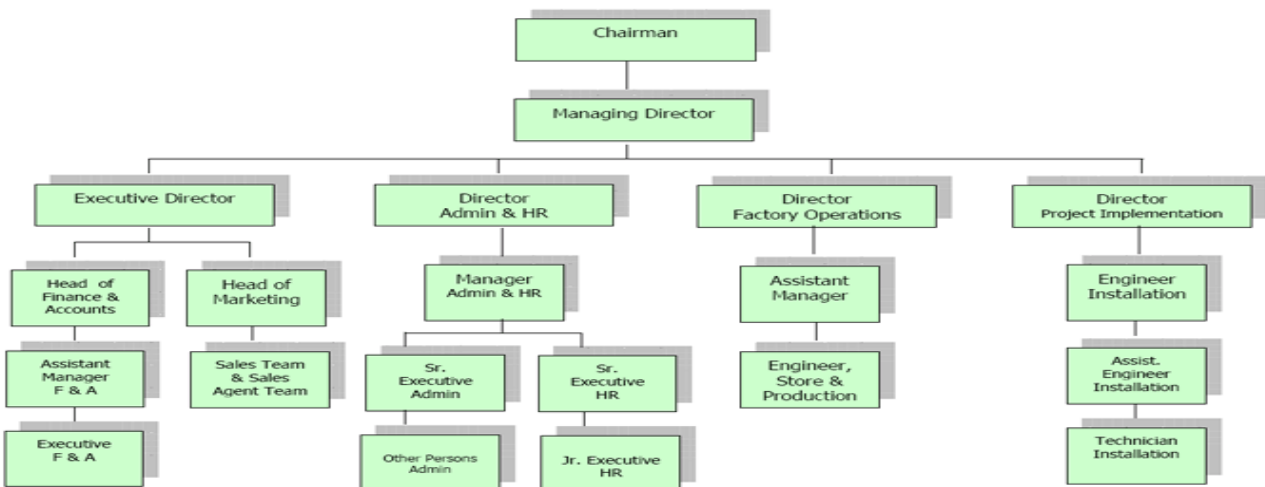 Chairman
Managing Director
Executive Director
Director
Admin & HR
Director
Factory Operations
Director
Project Implementation
Head of
Finance &
Accounts
Head of
Marketing
Manager
Admin & HR
Assistant
Manager
Engineer
Installation
Assistant
Manager
F & A
Sales Team
& Sales
Agent Team
Sr.
Executive
Admin
Sr.
Executive
HR
Engineer,
Store &
Production
Assist.
Engineer
Installation
Executive
F & A
Other Persons
Admin
Jr. Executive
HR
Technician
Installation